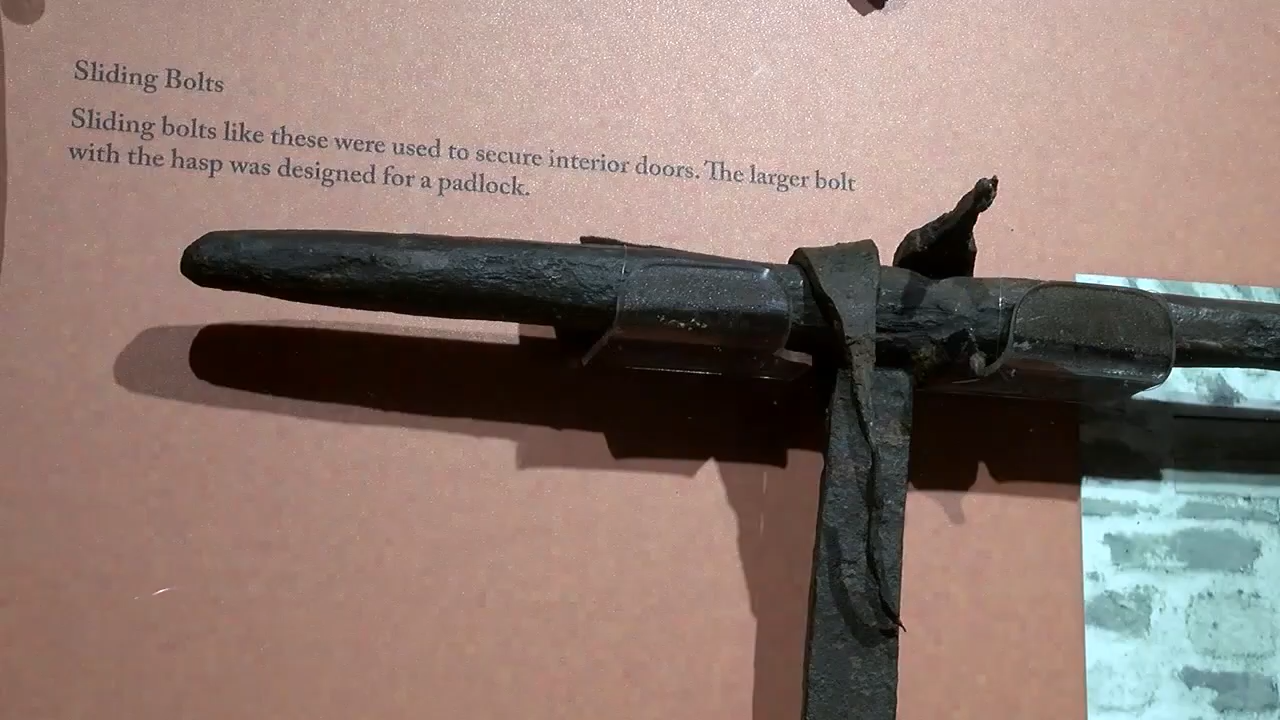 Sliding Bolts
Sliding bolts like these were used to secure interior doors. The larger bolt
with the hasp was designed for a padlock.